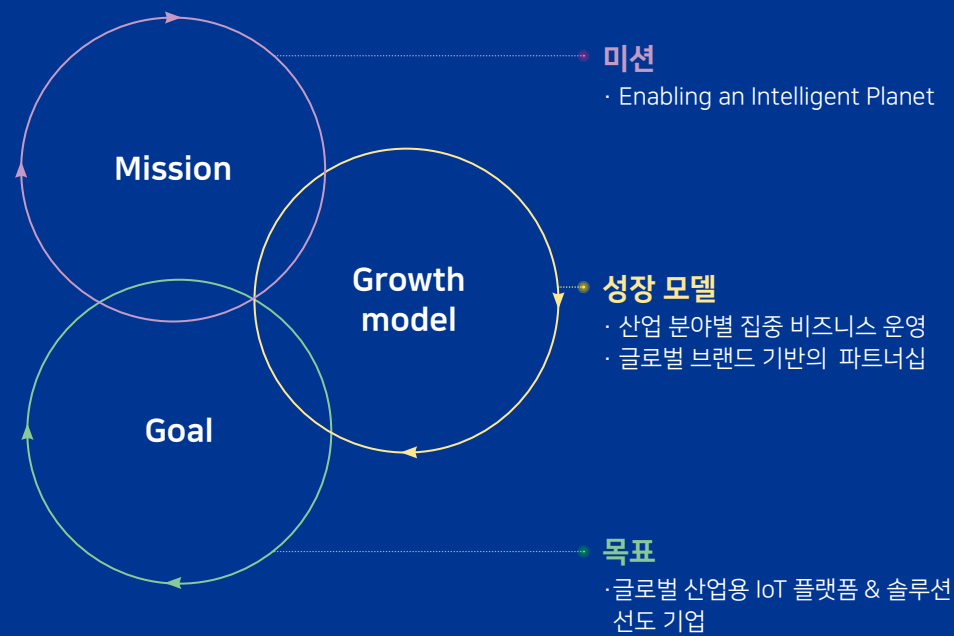 Mission
미션
· Enabling an Intelligent Planet
Growth
model
성장 모델
· 산업 분야별 집중 비즈니스 운영
· 글로벌 브랜드 기반의 파트너십
Goal
목표
·글로벌 산업용 IoT 플랫폼 & 솔루션
선도 기업